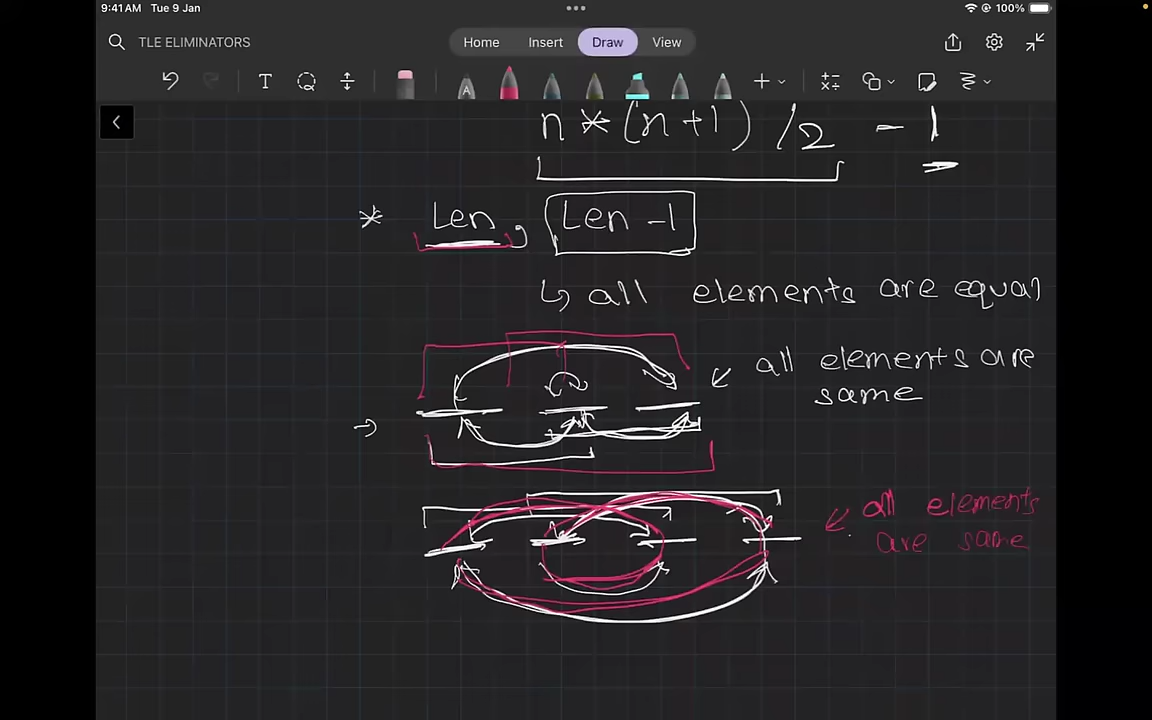 9:41 AM Tue 9 Jan
100%
TLE ELIMINATORS
Home Insert Draw View
n * (n+1) /2 - 1
* Len, Len -1
↳ all elements are equal
all elements are
same
all elements
are same